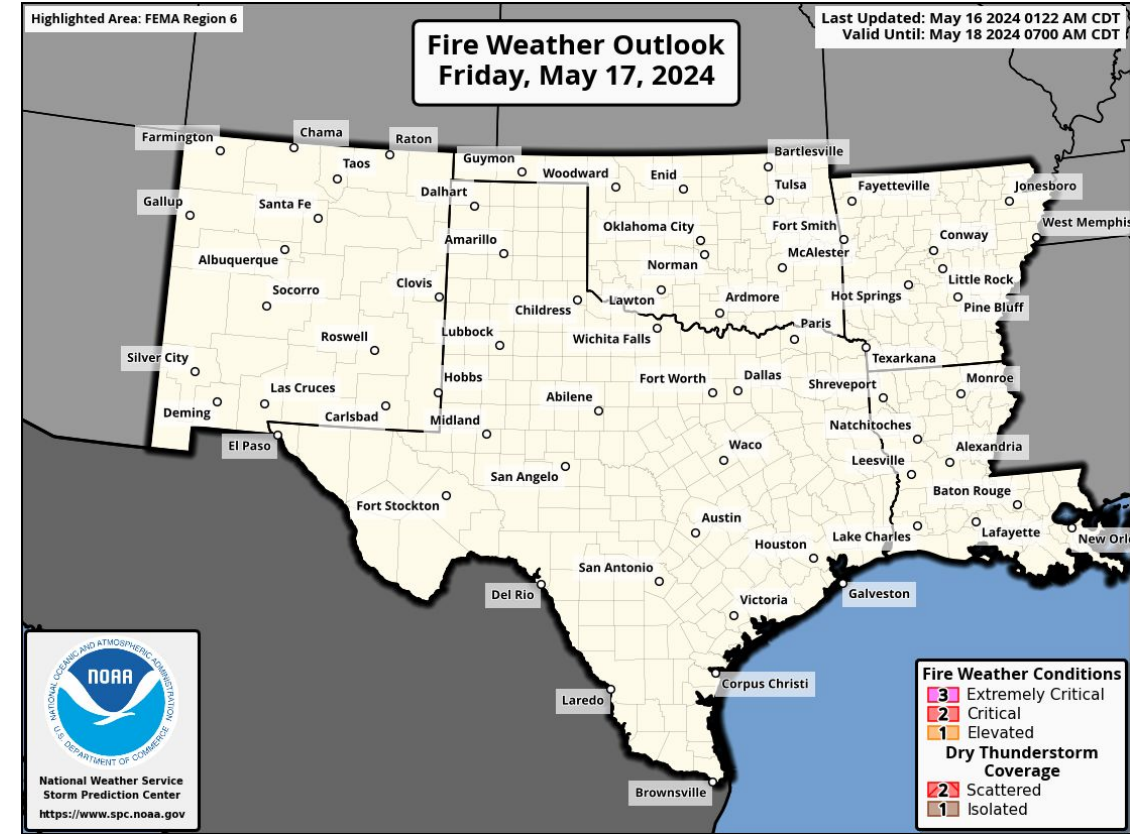 Highlighted Area: FEMA Region 6
Fire Weather Outlook
Friday, May 17, 2024
Last Updated: May 16 2024 0122 AM CDT
Valid Until: May 18 2024 0700 AM CDT
Farmington
Chama
Raton
Taos
Guymon
Woodward
Enid
Bartlesville
Tulsa
Fayetteville
Jonesboro
Gallup
Santa Fe
Dalhart
Oklahoma City
Fort Smith
West Memphis
Albuquerque
Amarillo
Norman
McAlester
Conway
Socorro
Clovis
Childress
Lawton
Ardmore
Hot Springs
Little Rock
Pine Bluff
Roswell
Lubbock
Wichita Falls
Paris
Silver City
Texarkana
Las Cruces
Hobbs
Abilene
Fort Worth
Dallas
Shreveport
Monroe
Deming
Carlsbad
Midland
Natchitoches
El Paso
Waco
Alexandria
San Angelo
Leesville
Fort Stockton
Baton Rouge
Austin
Lake Charles
Lafayette
New Orl
Houston
San Antonio
Del Rio
Victoria
Galveston
Corpus Christi
Laredo
Brownsville
NATIONAL OCEANIC AND ATMOSPHERIC ADMINISTRATION
NOAA
U.S. DEPARTMENT OF COMMERCE
National Weather Service
Storm Prediction Center
https://www.spc.noaa.gov
Fire Weather Conditions
3 Extremely Critical
2 Critical
1 Elevated
Dry Thunderstorm
Coverage
2 Scattered
1 Isolated